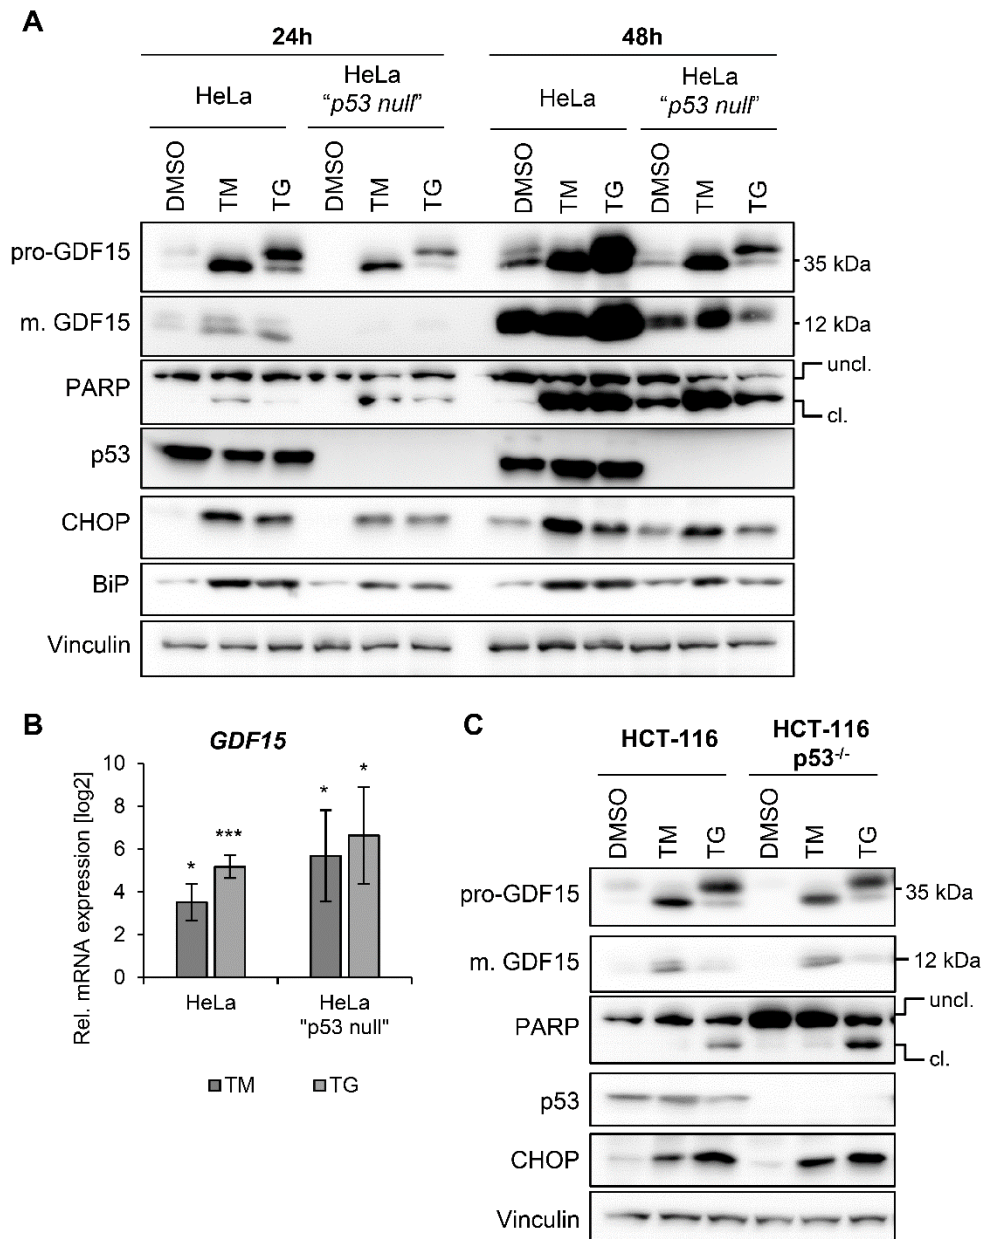 A
24h
48h
HeLa
HeLa
“p53 null”
HeLa
HeLa
“p53 null”
DMSO
TM
TG
DMSO
TM
TG
DMSO
TM
TG
DMSO
TM
TG
pro-GDF15
35 kDa
m. GDF15
12 kDa
PARP
uncl.
cl.
p53
CHOP
BiP
Vinculin
B
GDF15
Rel. mRNA expression [log2]
10
8
6
4
2
0
*
***
*
*
HeLa
HeLa
"p53 null"
TM
TG
C
HCT-116
HCT-116
p53-/-
DMSO
TM
TG
DMSO
TM
TG
pro-GDF15
35 kDa
m. GDF15
12 kDa
PARP
uncl.
cl.
p53
CHOP
Vinculin